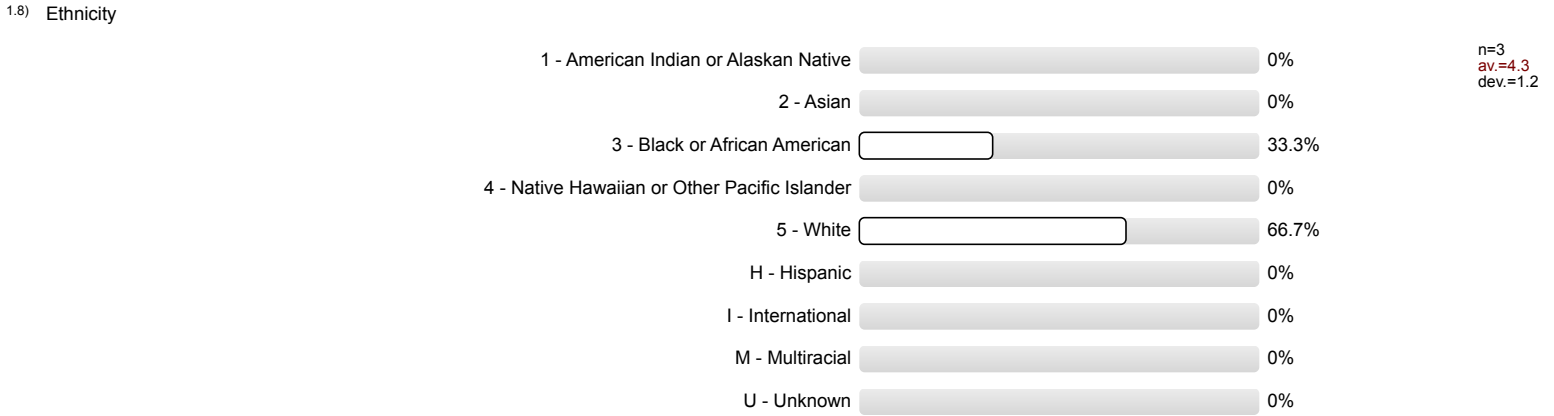 1.8) Ethnicity
1 - American Indian or Alaskan Native 0%
n=3
av.=4.3
dev.=1.2
2 - Asian 0%
3 - Black or African American 33.3%
4 - Native Hawaiian or Other Pacific Islander 0%
5 - White 66.7%
H - Hispanic 0%
I - International 0%
M - Multiracial 0%
U - Unknown 0%